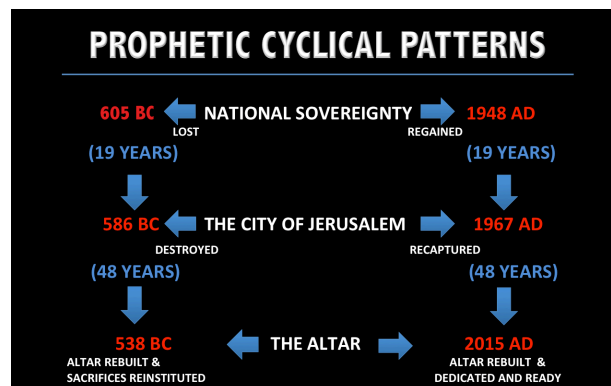 PROPHETIC CYCLICAL PATTERNS
605 BC NATIONAL SOVEREIGNTY 1948 AD
LOST REGAINED
(19 YEARS) (19 YEARS)
586 BC THE CITY OF JERUSALEM 1967 AD
DESTROYED RECAPTURED
(48 YEARS) (48 YEARS)
538 BC THE ALTAR 2015 AD
ALTAR REBUILT & ALTAR REBUILT &
SACRIFICES REINSTITUTED DEDICATED AND READY